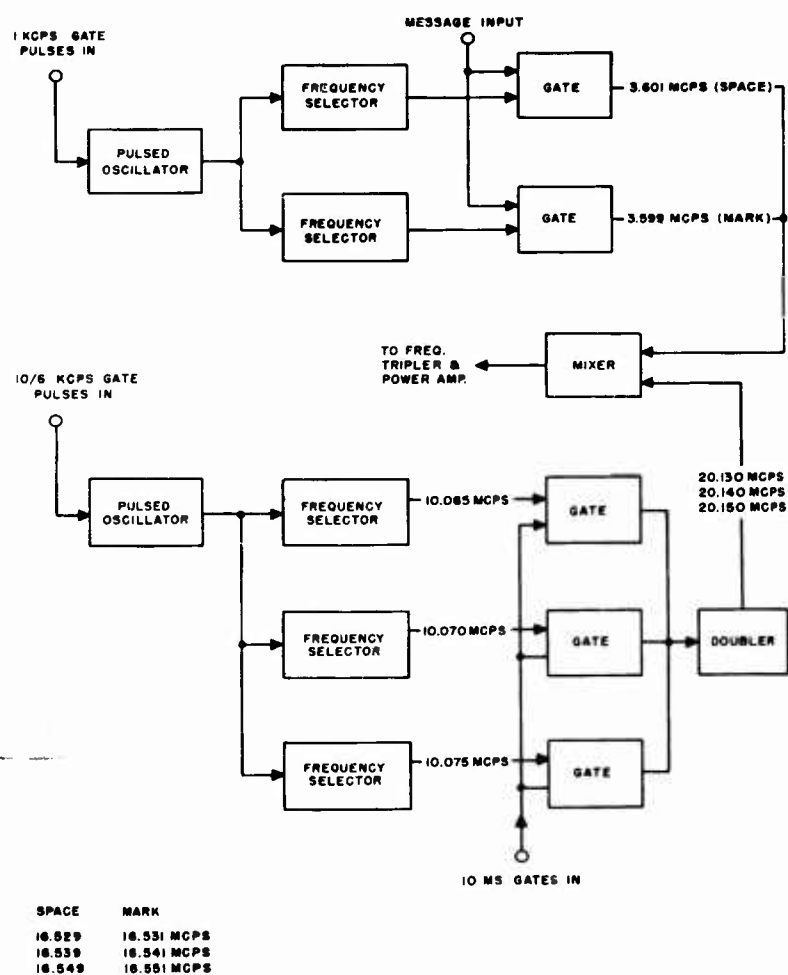 1 KCPS GATE
PULSES IN
MESSAGE INPUT
FREQUENCY
SELECTOR
GATE
3.601 MCPS (SPACE)
PULSED
OSCILLATOR
FREQUENCY
SELECTOR
GATE
3.599 MCPS (MARK)
TO FREQ.
TRIPLER &
POWER AMP.
MIXER
10/6 KCPS GATE
PULSES IN
20.130 MCPS
20.140 MCPS
20.150 MCPS
PULSED
OSCILLATOR
FREQUENCY
SELECTOR
10.065 MCPS
GATE
FREQUENCY
SELECTOR
10.070 MCPS
GATE
DOUBLER
FREQUENCY
SELECTOR
10.075 MCPS
GATE
10 MS GATES IN
SPACE MARK
16.529 16.531 MCPS
16.539 16.541 MCPS
16.549 16.551 MCPS